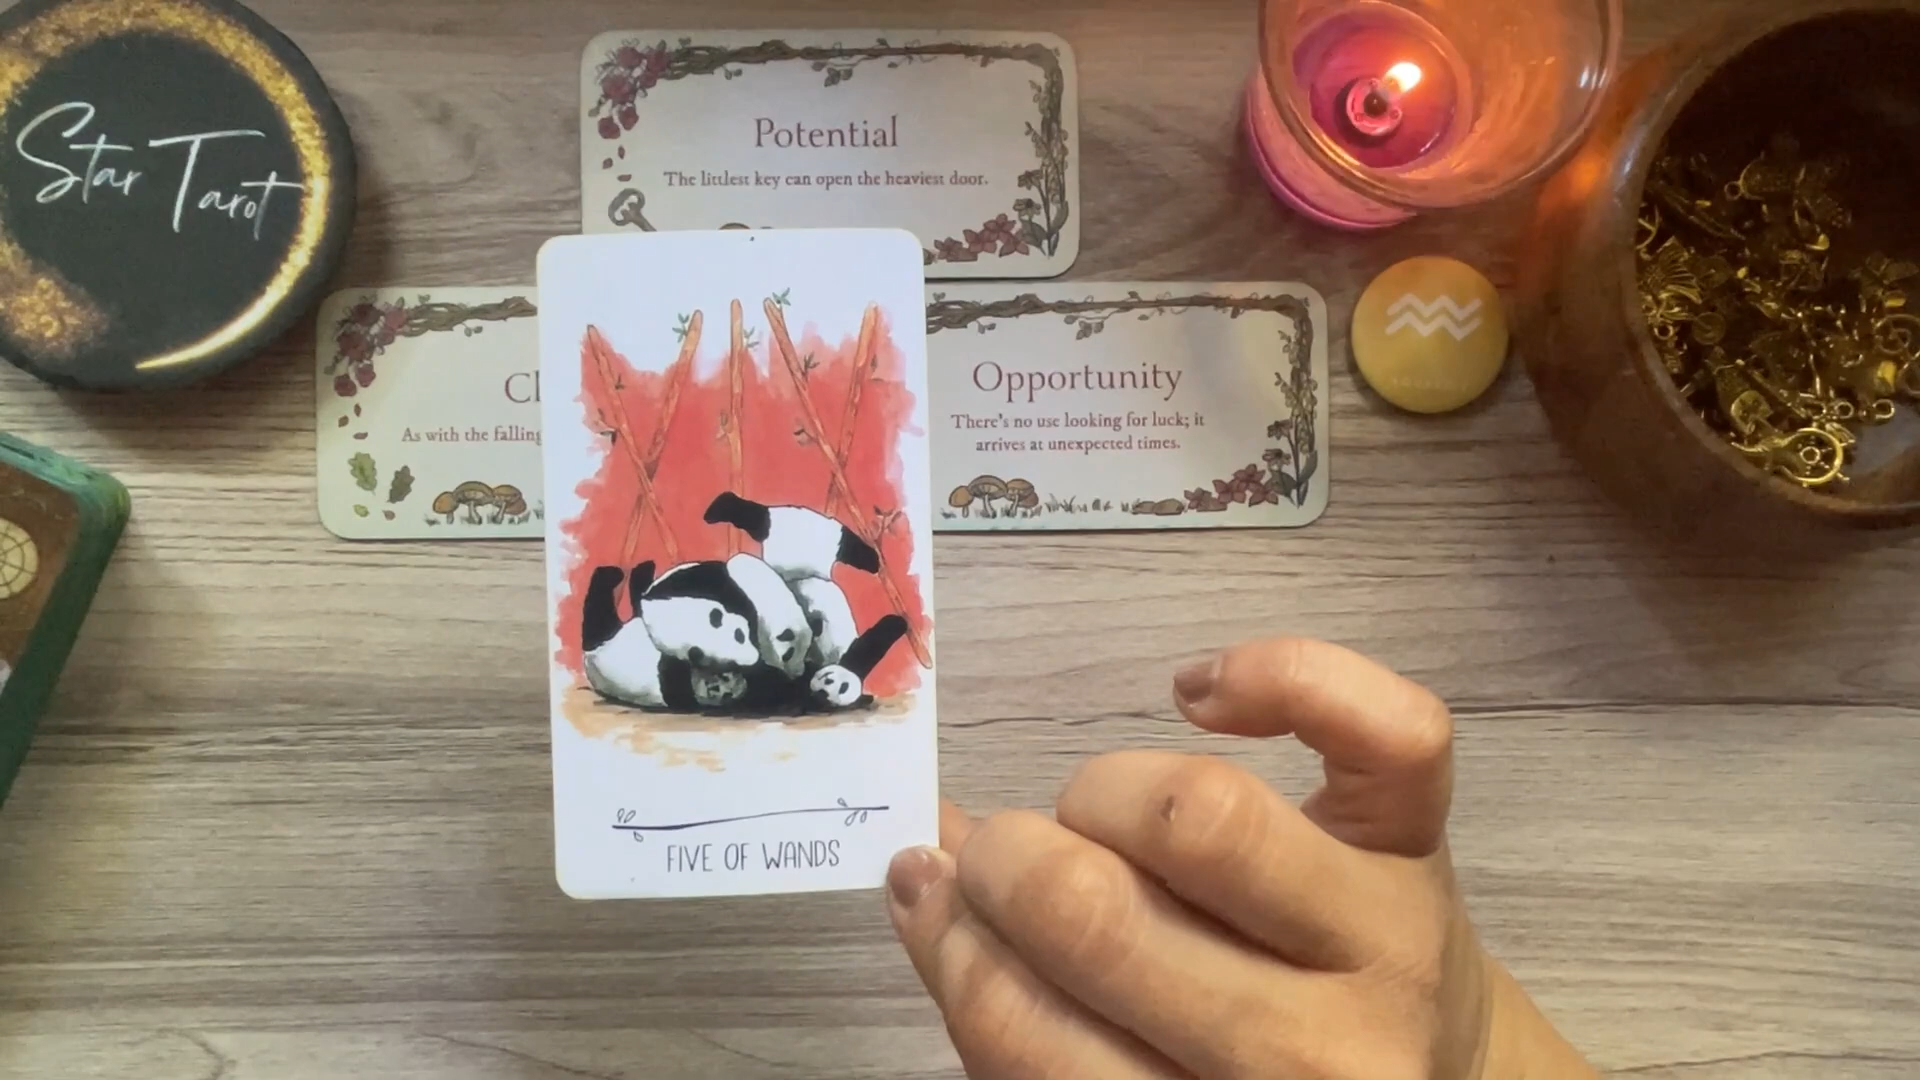 Star Tarot
Potential
The littlest key can open the heaviest door.
As with the falling
Opportunity
There's no use looking for luck; it
arrives at unexpected times.
FIVE OF WANDS